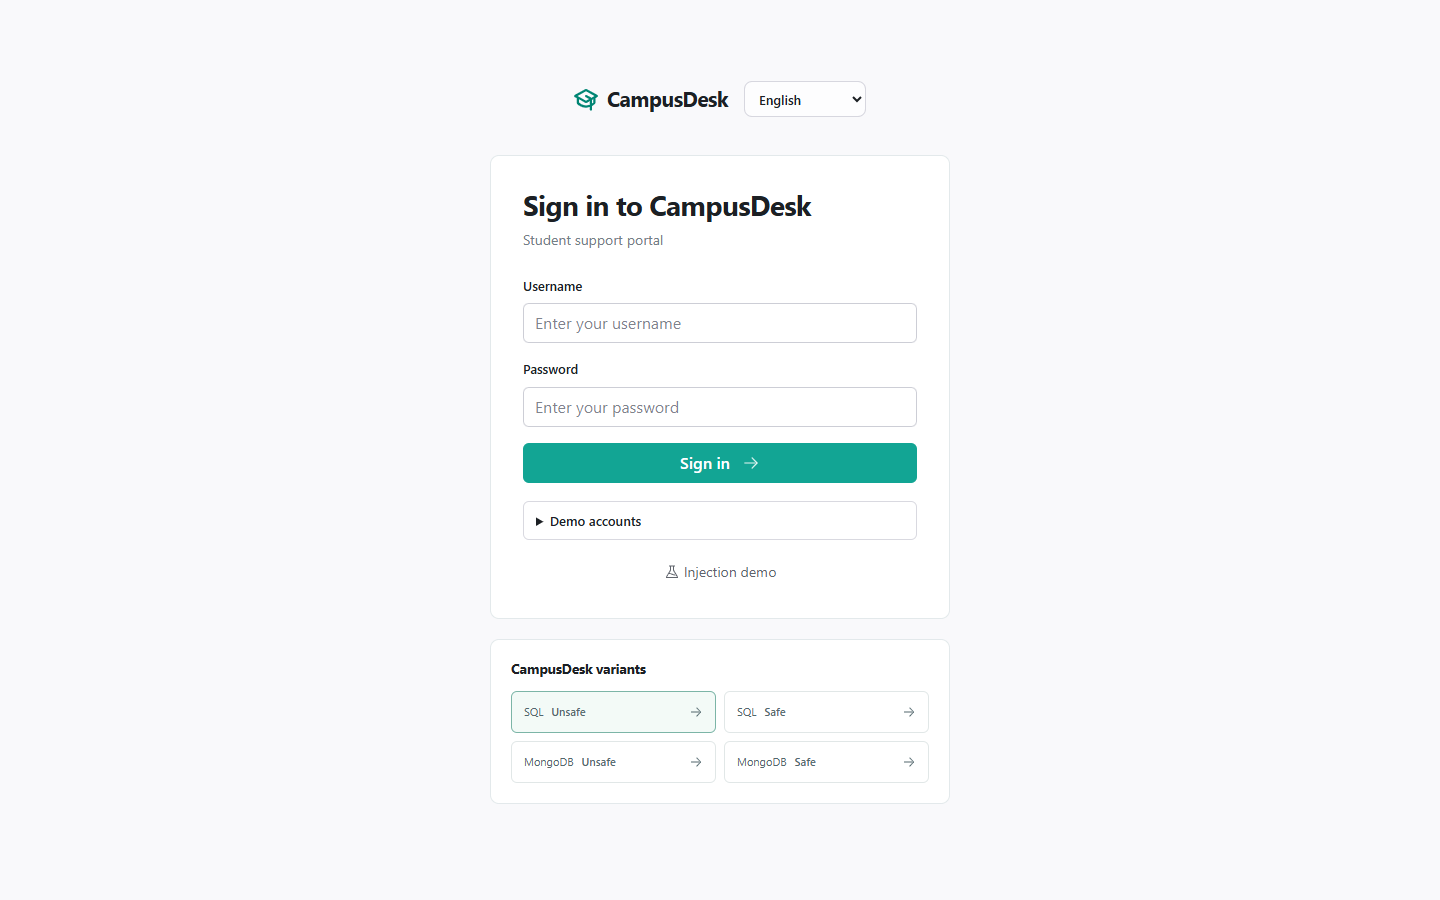 CampusDesk
English
Sign in to CampusDesk
Student support portal
Username
Enter your username
Password
Enter your password
Sign in
Demo accounts
Injection demo
CampusDesk variants
SQL Unsafe
SQL Safe
MongoDB Unsafe
MongoDB Safe